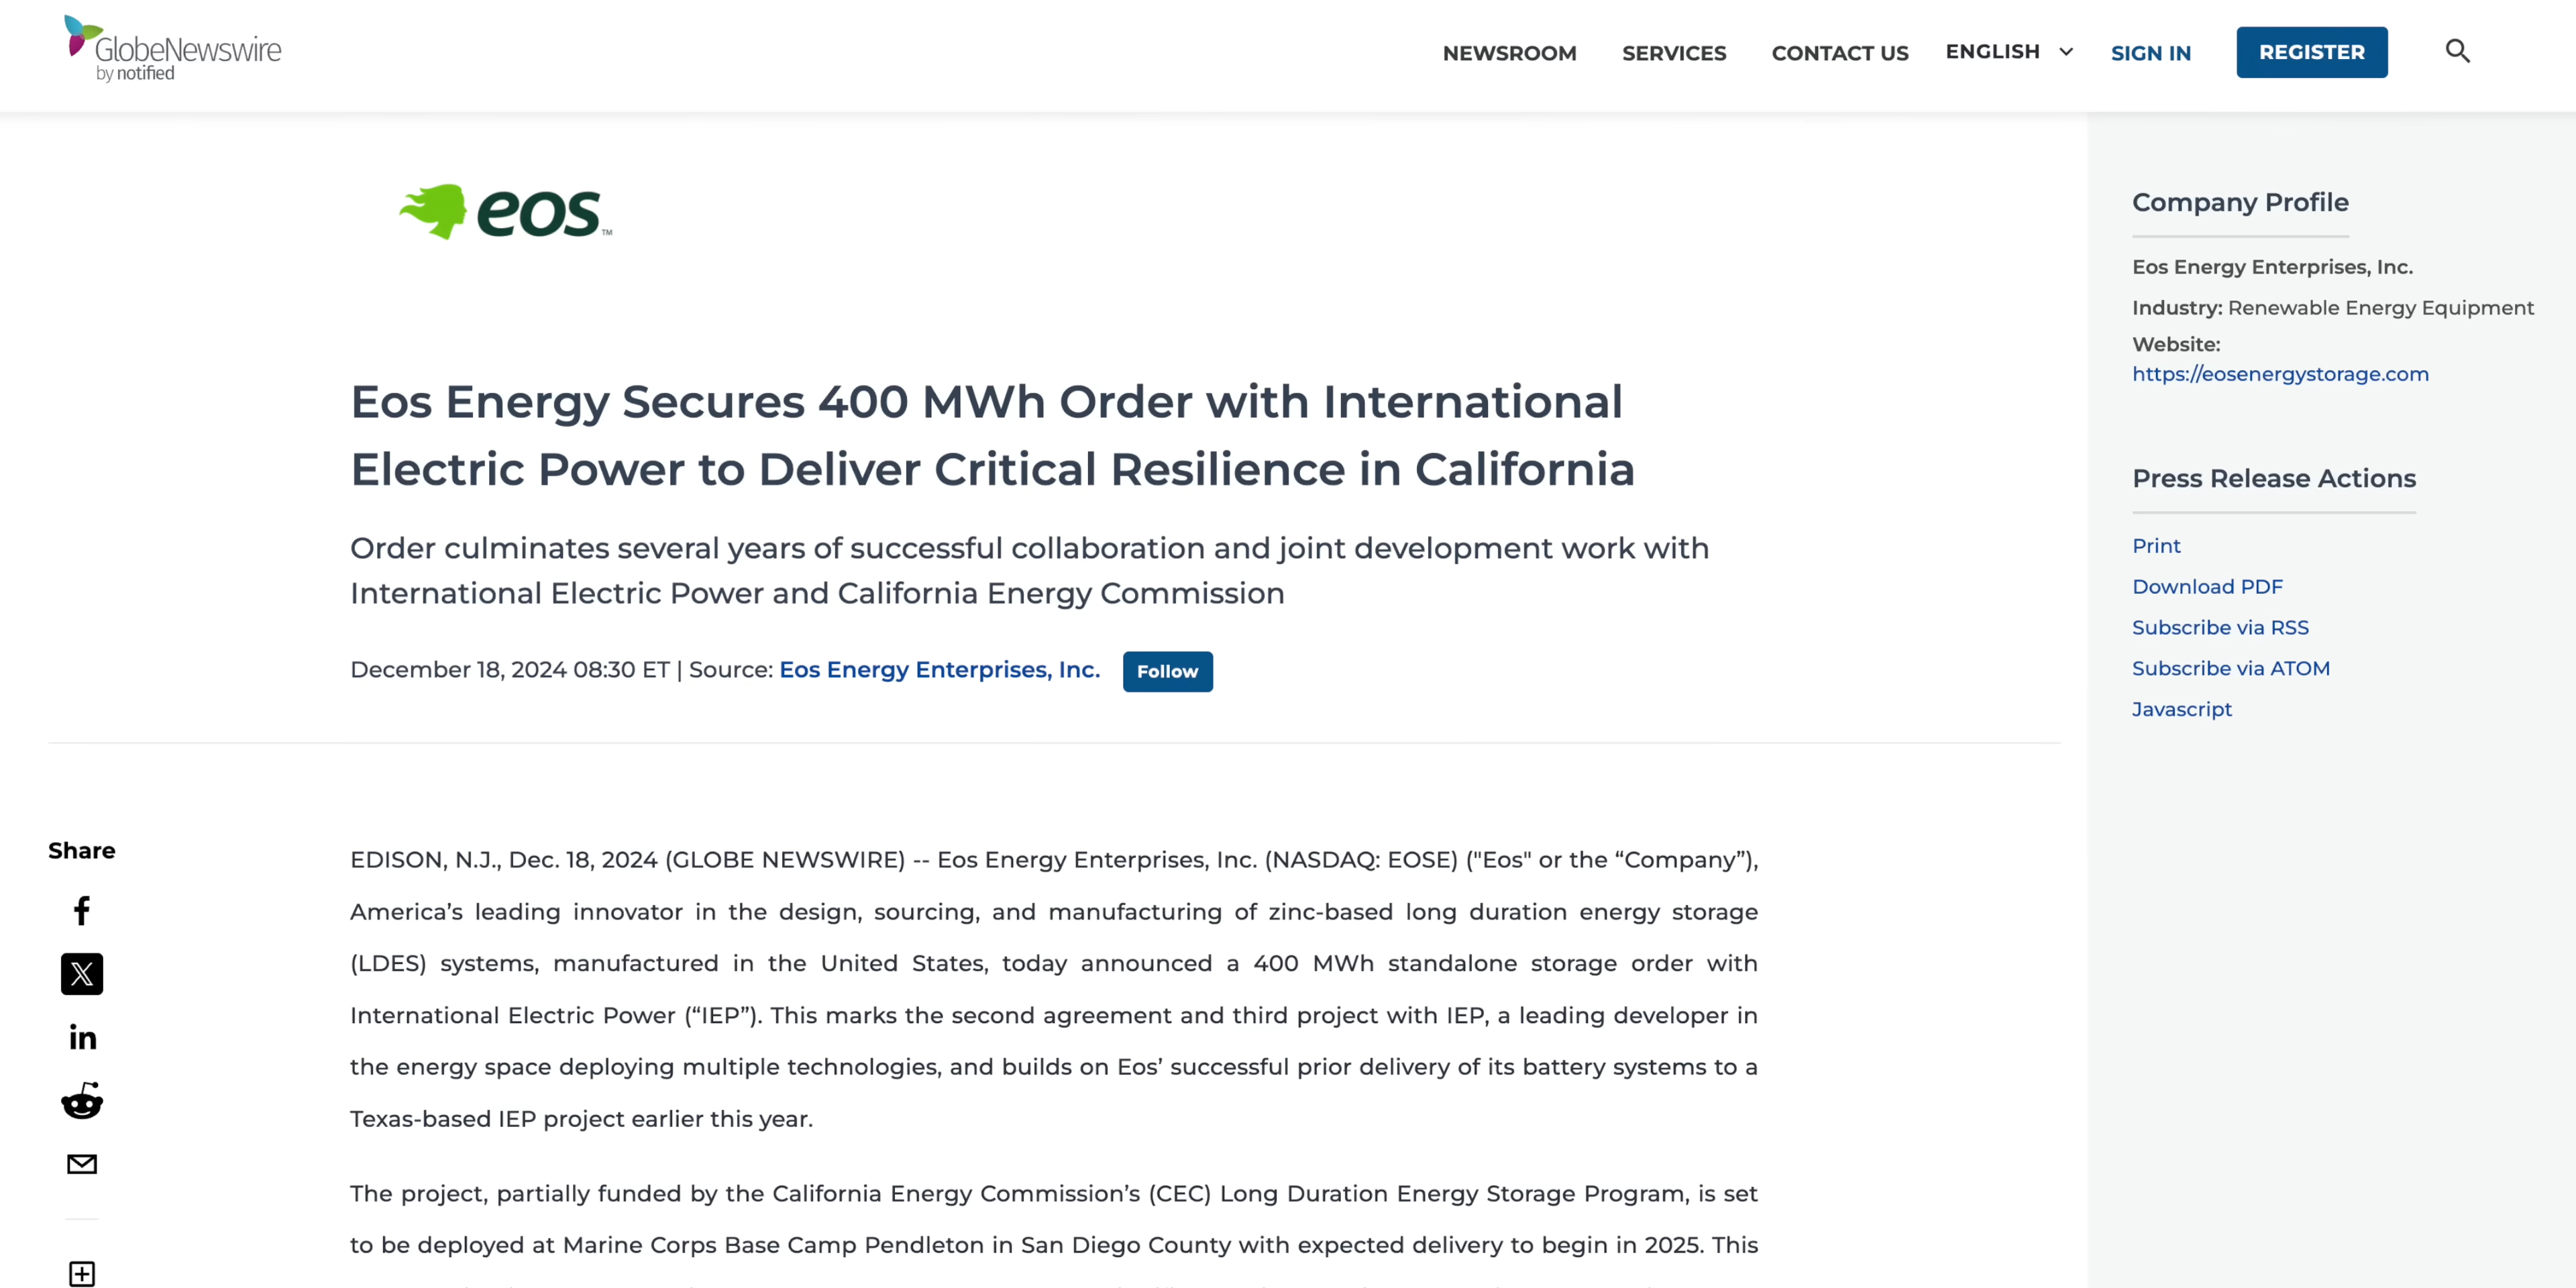 GlobeNewswire
by notified
NEWSROOM
SERVICES
CONTACT US
ENGLISH
SIGN IN
REGISTER
eos™
Eos Energy Secures 400 MWh Order with International
Electric Power to Deliver Critical Resilience in California
Order culminates several years of successful collaboration and joint development work with
International Electric Power and California Energy Commission
December 18, 2024 08:30 ET | Source: Eos Energy Enterprises, Inc.
Follow
Share
EDISON, N.J., Dec. 18, 2024 (GLOBE NEWSWIRE) -- Eos Energy Enterprises, Inc. (NASDAQ: EOSE) ("Eos" or the “Company”),
America’s leading innovator in the design, sourcing, and manufacturing of zinc-based long duration energy storage
(LDES) systems, manufactured in the United States, today announced a 400 MWh standalone storage order with
International Electric Power (“IEP”). This marks the second agreement and third project with IEP, a leading developer in
the energy space deploying multiple technologies, and builds on Eos’ successful prior delivery of its battery systems to a
Texas-based IEP project earlier this year.
The project, partially funded by the California Energy Commission’s (CEC) Long Duration Energy Storage Program, is set
to be deployed at Marine Corps Base Camp Pendleton in San Diego County with expected delivery to begin in 2025. This
Company Profile
Eos Energy Enterprises, Inc.
Industry: Renewable Energy Equipment
Website:
https://eosenergystorage.com
Press Release Actions
Print
Download PDF
Subscribe via RSS
Subscribe via ATOM
Javascript